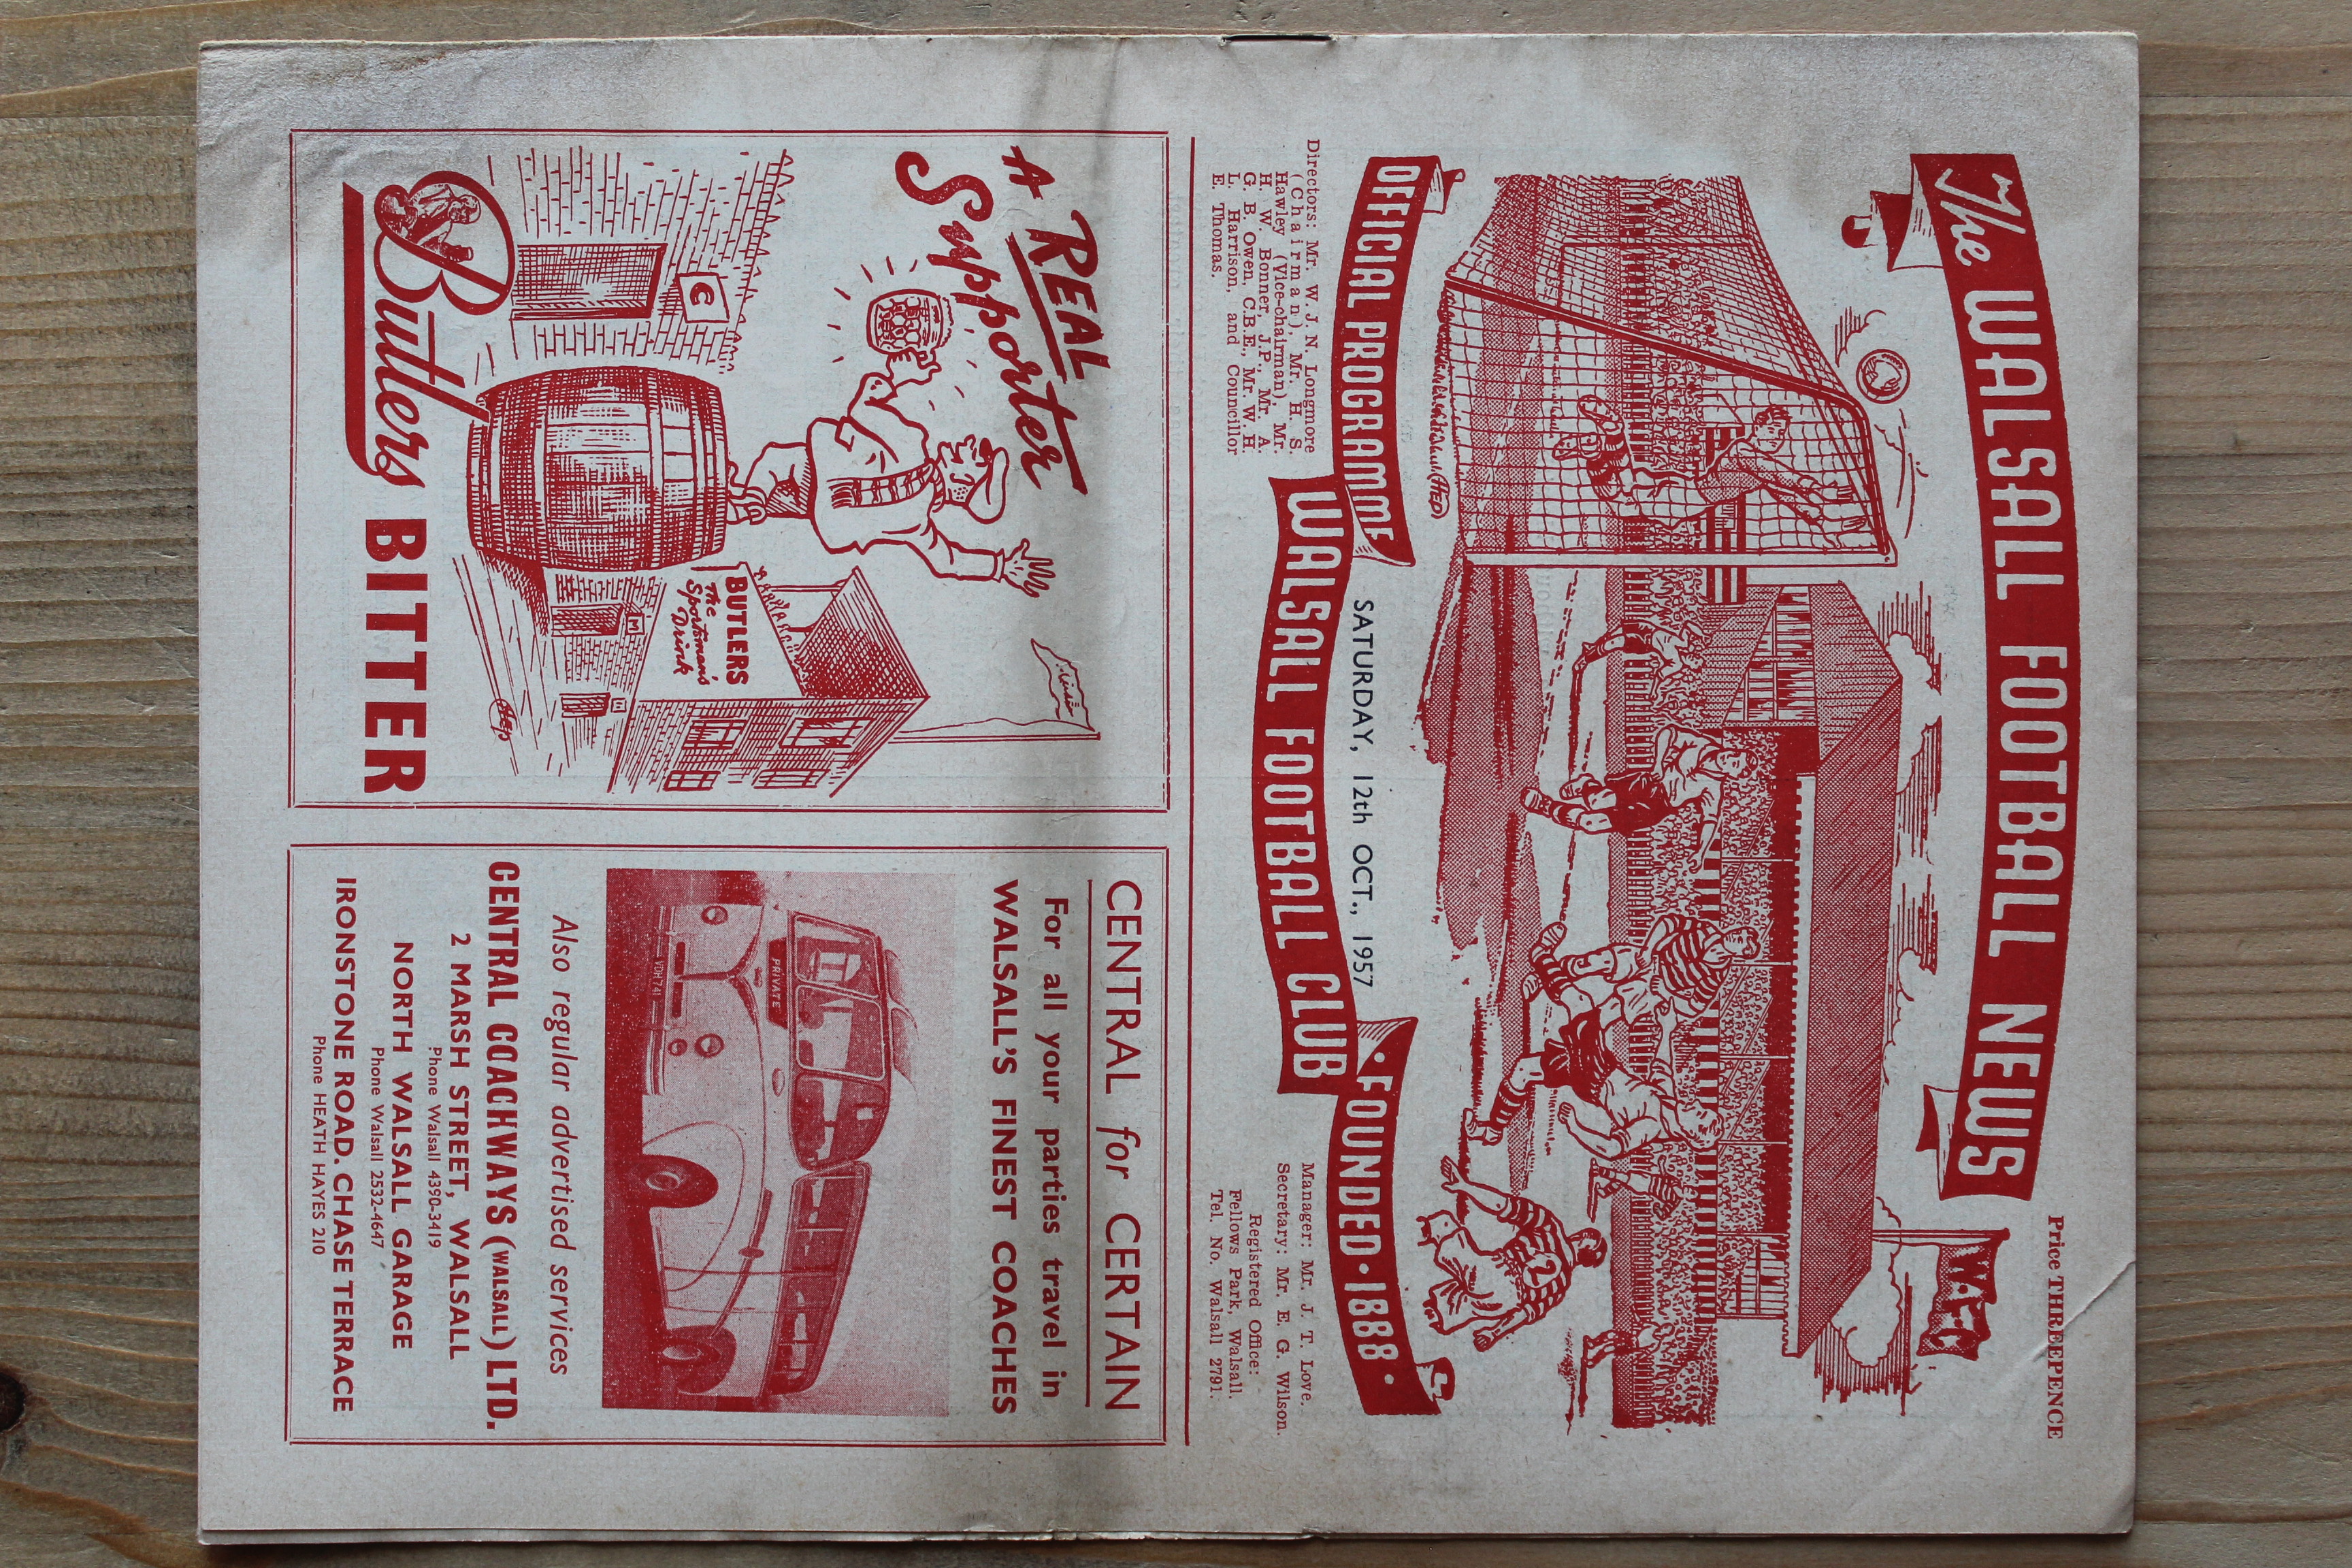 Price THREEPENCE
The WALSALL FOOTBALL NEWS
W.F.C
2
HEP
OFFICIAL PROGRAMME
SATURDAY, 12th OCT., 1957
• FOUNDED • 1888 •
WALSALL FOOTBALL CLUB
Directors: Mr. W. J. N. Longmore
(Chairman), Mr. H. S.
Hawley (Vice-chairman), Mr.
H. W. Bonner, J.P., Mr. A.
G. B. Owen, C.B.E., Mr. W. H.
L. Harrison, and Councillor
E. Thomas.
Manager: Mr. J. T. Love.
Secretary: Mr. E. G. Wilson.
Registered Office:
Fellows Park, Walsall.
Tel. No. Walsall 2791.
A REAL
Supporter
C
BUTLERS
The
Sportsman's
Drink
M
HEP
Butlers BITTER
CENTRAL for CERTAIN
For all your parties travel in
WALSALL'S FINEST COACHES
PRIVATE
VDH741
Also regular advertised services
CENTRAL COACHWAYS (WALSALL) LTD.
2 MARSH STREET, WALSALL
Phone Walsall 4390-3419
NORTH WALSALL GARAGE
Phone Walsall 2532-4647
IRONSTONE ROAD. CHASE TERRACE
Phone HEATH HAYES 210